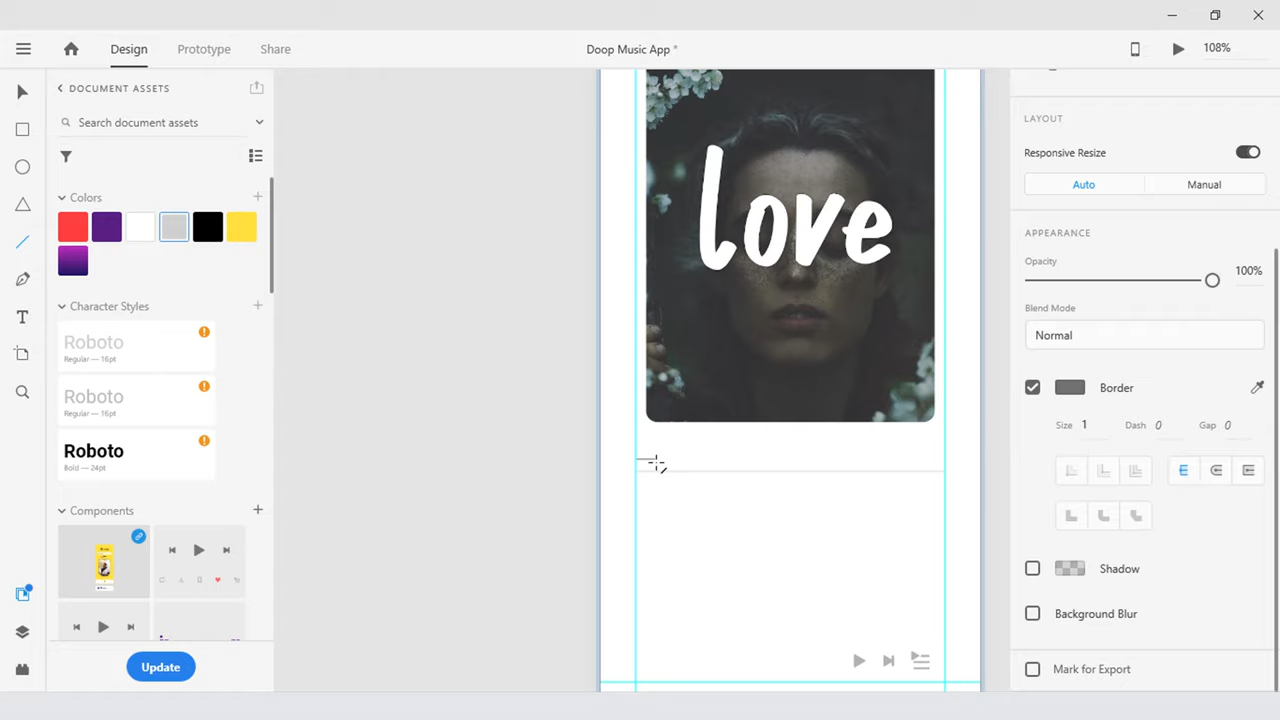 Design
Prototype
Share
Doop Music App *
108%
DOCUMENT ASSETS
Search document assets
Colors
Character Styles
Roboto
Regular — 16pt
Roboto
Regular — 16pt
Roboto
Bold — 24pt
Components
Update
love
LAYOUT
Responsive Resize
Auto
Manual
APPEARANCE
Opacity
100%
Blend Mode
Normal
Border
Size 1 Dash 0 Gap 0
Shadow
Background Blur
Mark for Export